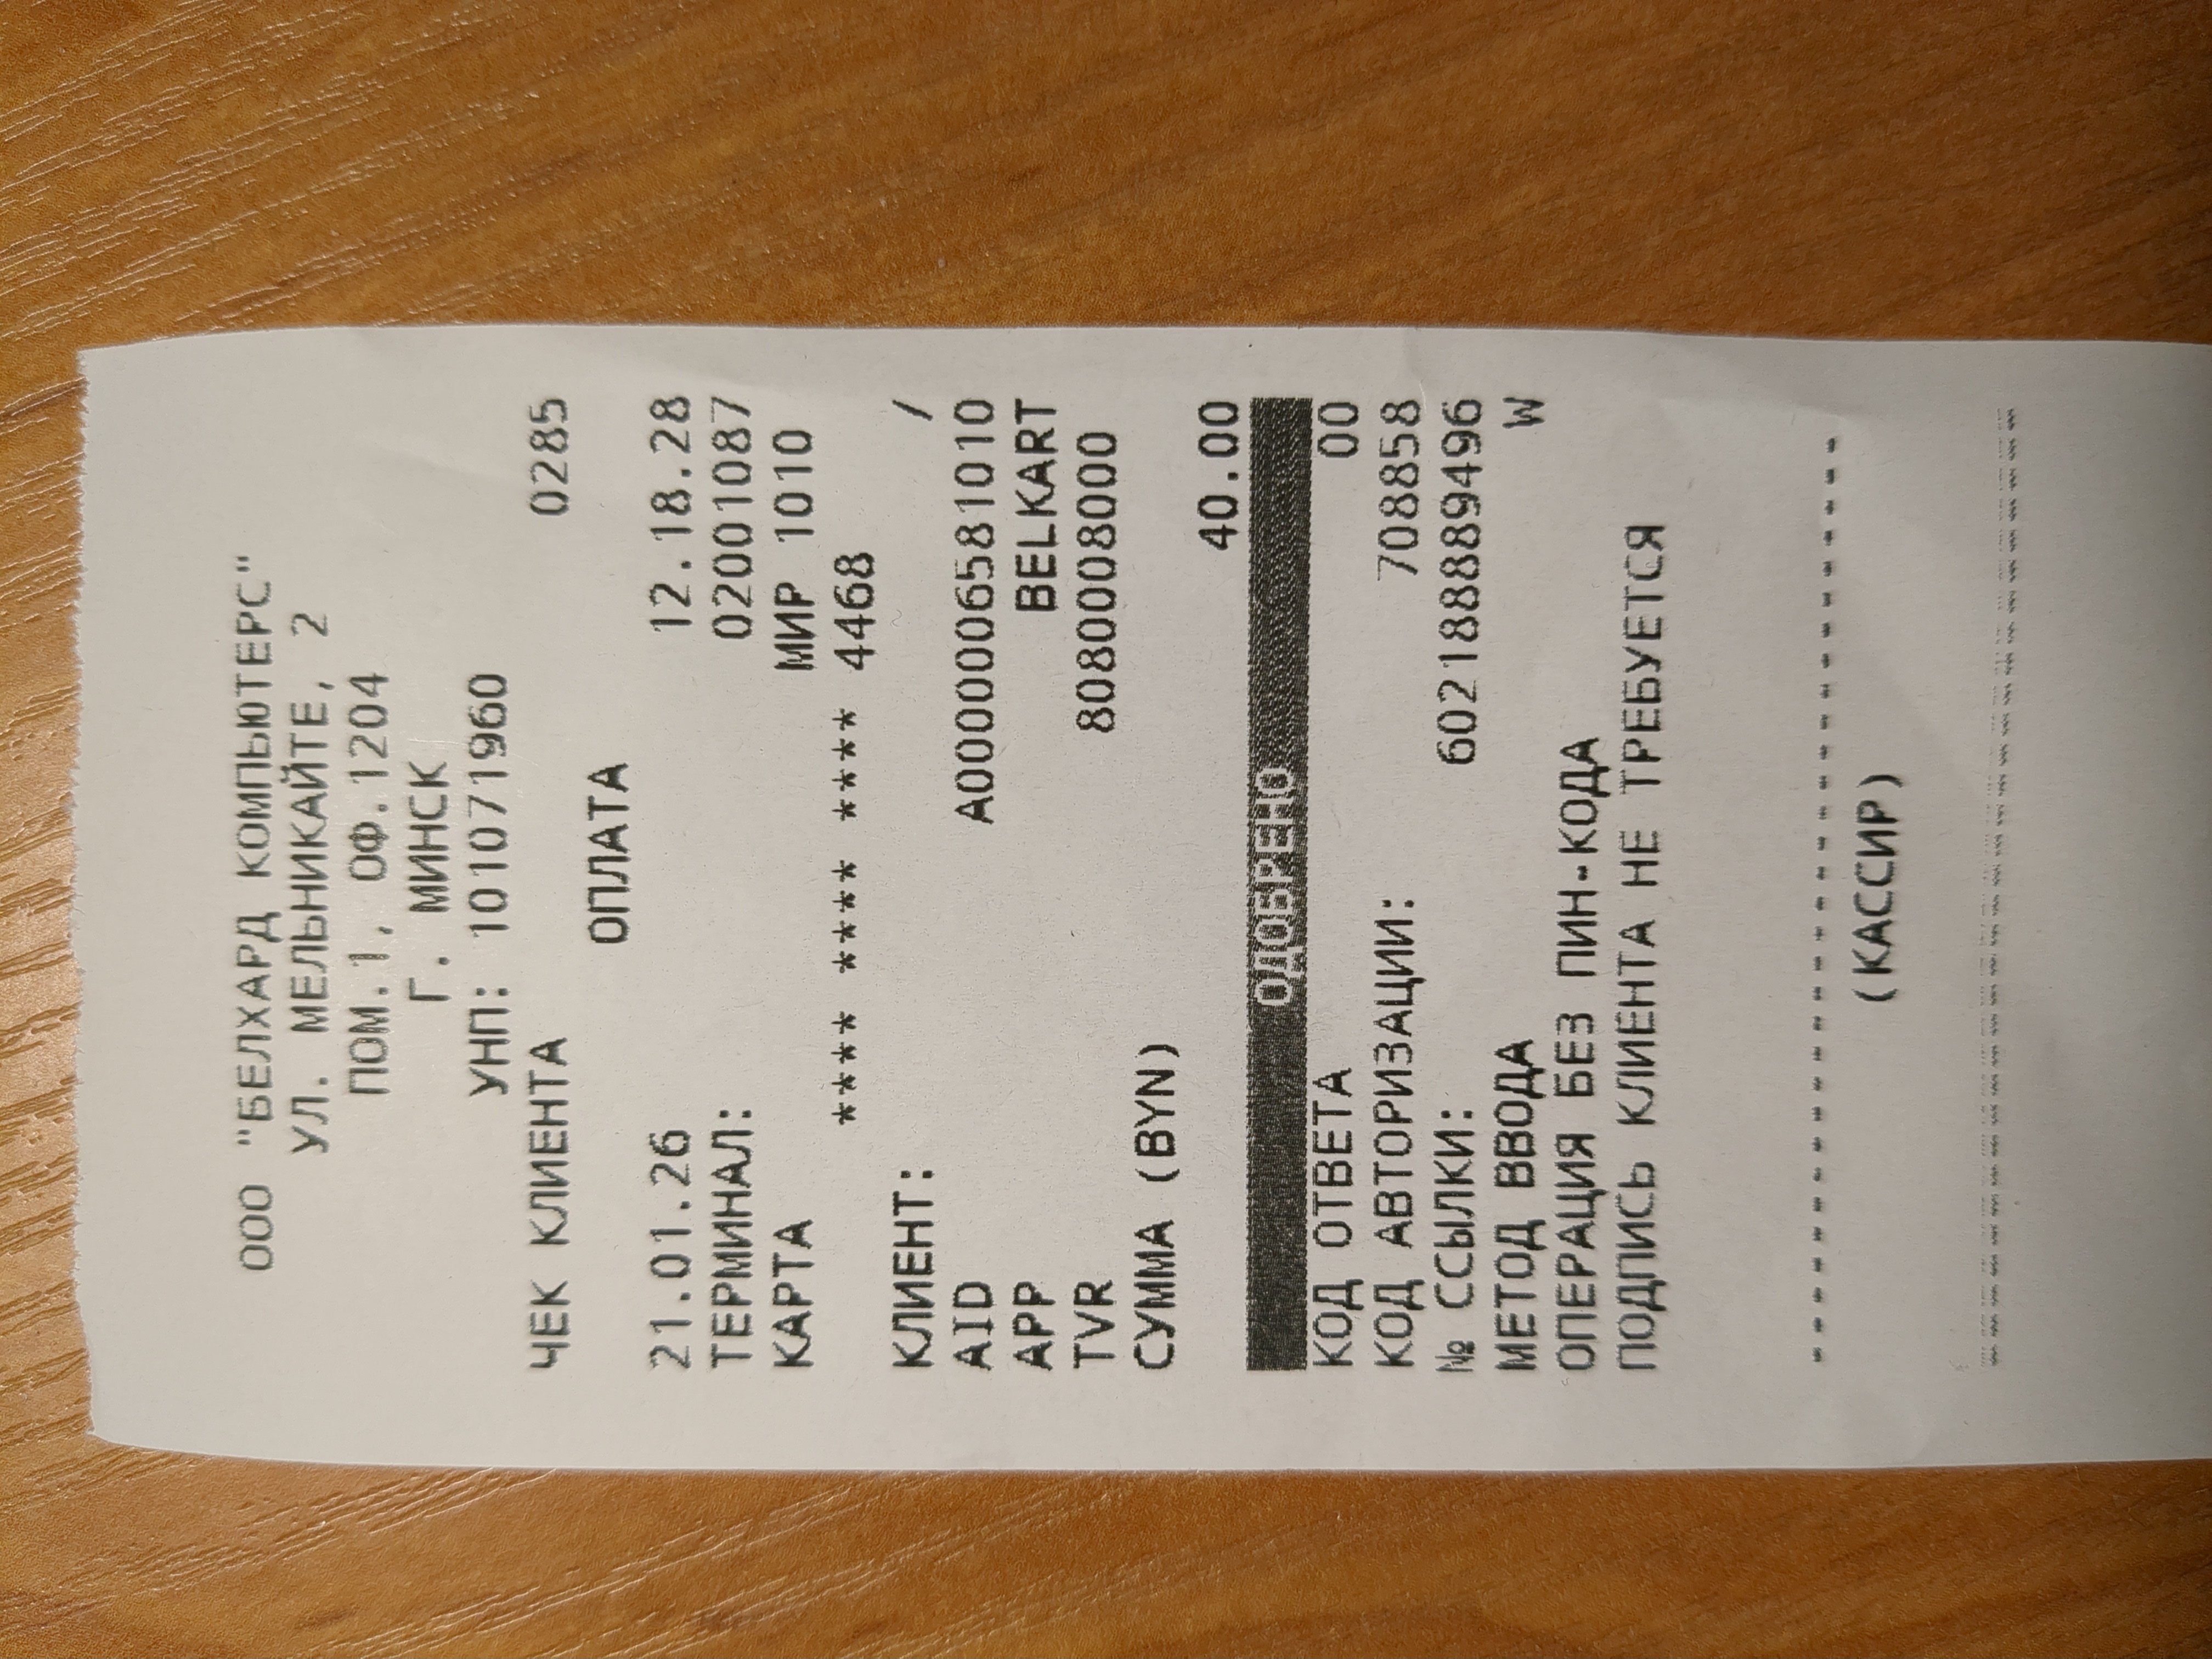 ООО "БЕЛХАРД КОМПЬЮТЕРС"
УЛ. МЕЛЬНИКАЙТЕ, 2
ПОМ.1, ОФ.1204
Г. МИНСК
УНП: 101071960
ЧЕК КЛИЕНТА 0285
ОПЛАТА
21.01.26 12.18.28
ТЕРМИНАЛ: 02001087
КАРТА МИР 1010
**** **** **** **** 4468
КЛИЕНТ: /
AID A0000006581010
APP BELKART
TVR 8080008000
СУММА (BYN)
40.00
ОДОБРЕНО
КОД ОТВЕТА 00
КОД АВТОРИЗАЦИИ: 708858
№ ССЫЛКИ: 602188889496
МЕТОД ВВОДА W
ОПЕРАЦИЯ БЕЗ ПИН-КОДА
ПОДПИСЬ КЛИЕНТА НЕ ТРЕБУЕТСЯ
(КАССИР)